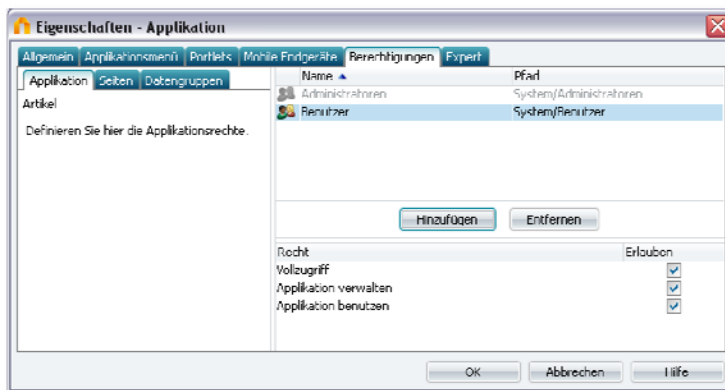 Eigenschaften - Applikation
Allgemein Applikationsmenü Portlets Mobile Endgeräte Berechtigungen Expert
Applikation Seiten Datengruppen
Artikel
Definieren Sie hier die Applikationsrechte.
Name Pfad
Administratoren System/Administratoren
Benutzer System/Benutzer
Hinzufügen Entfernen
Recht Erlauben
Vollzugriff
Applikation verwalten
Applikation benutzen
OK Abbrechen Hilfe